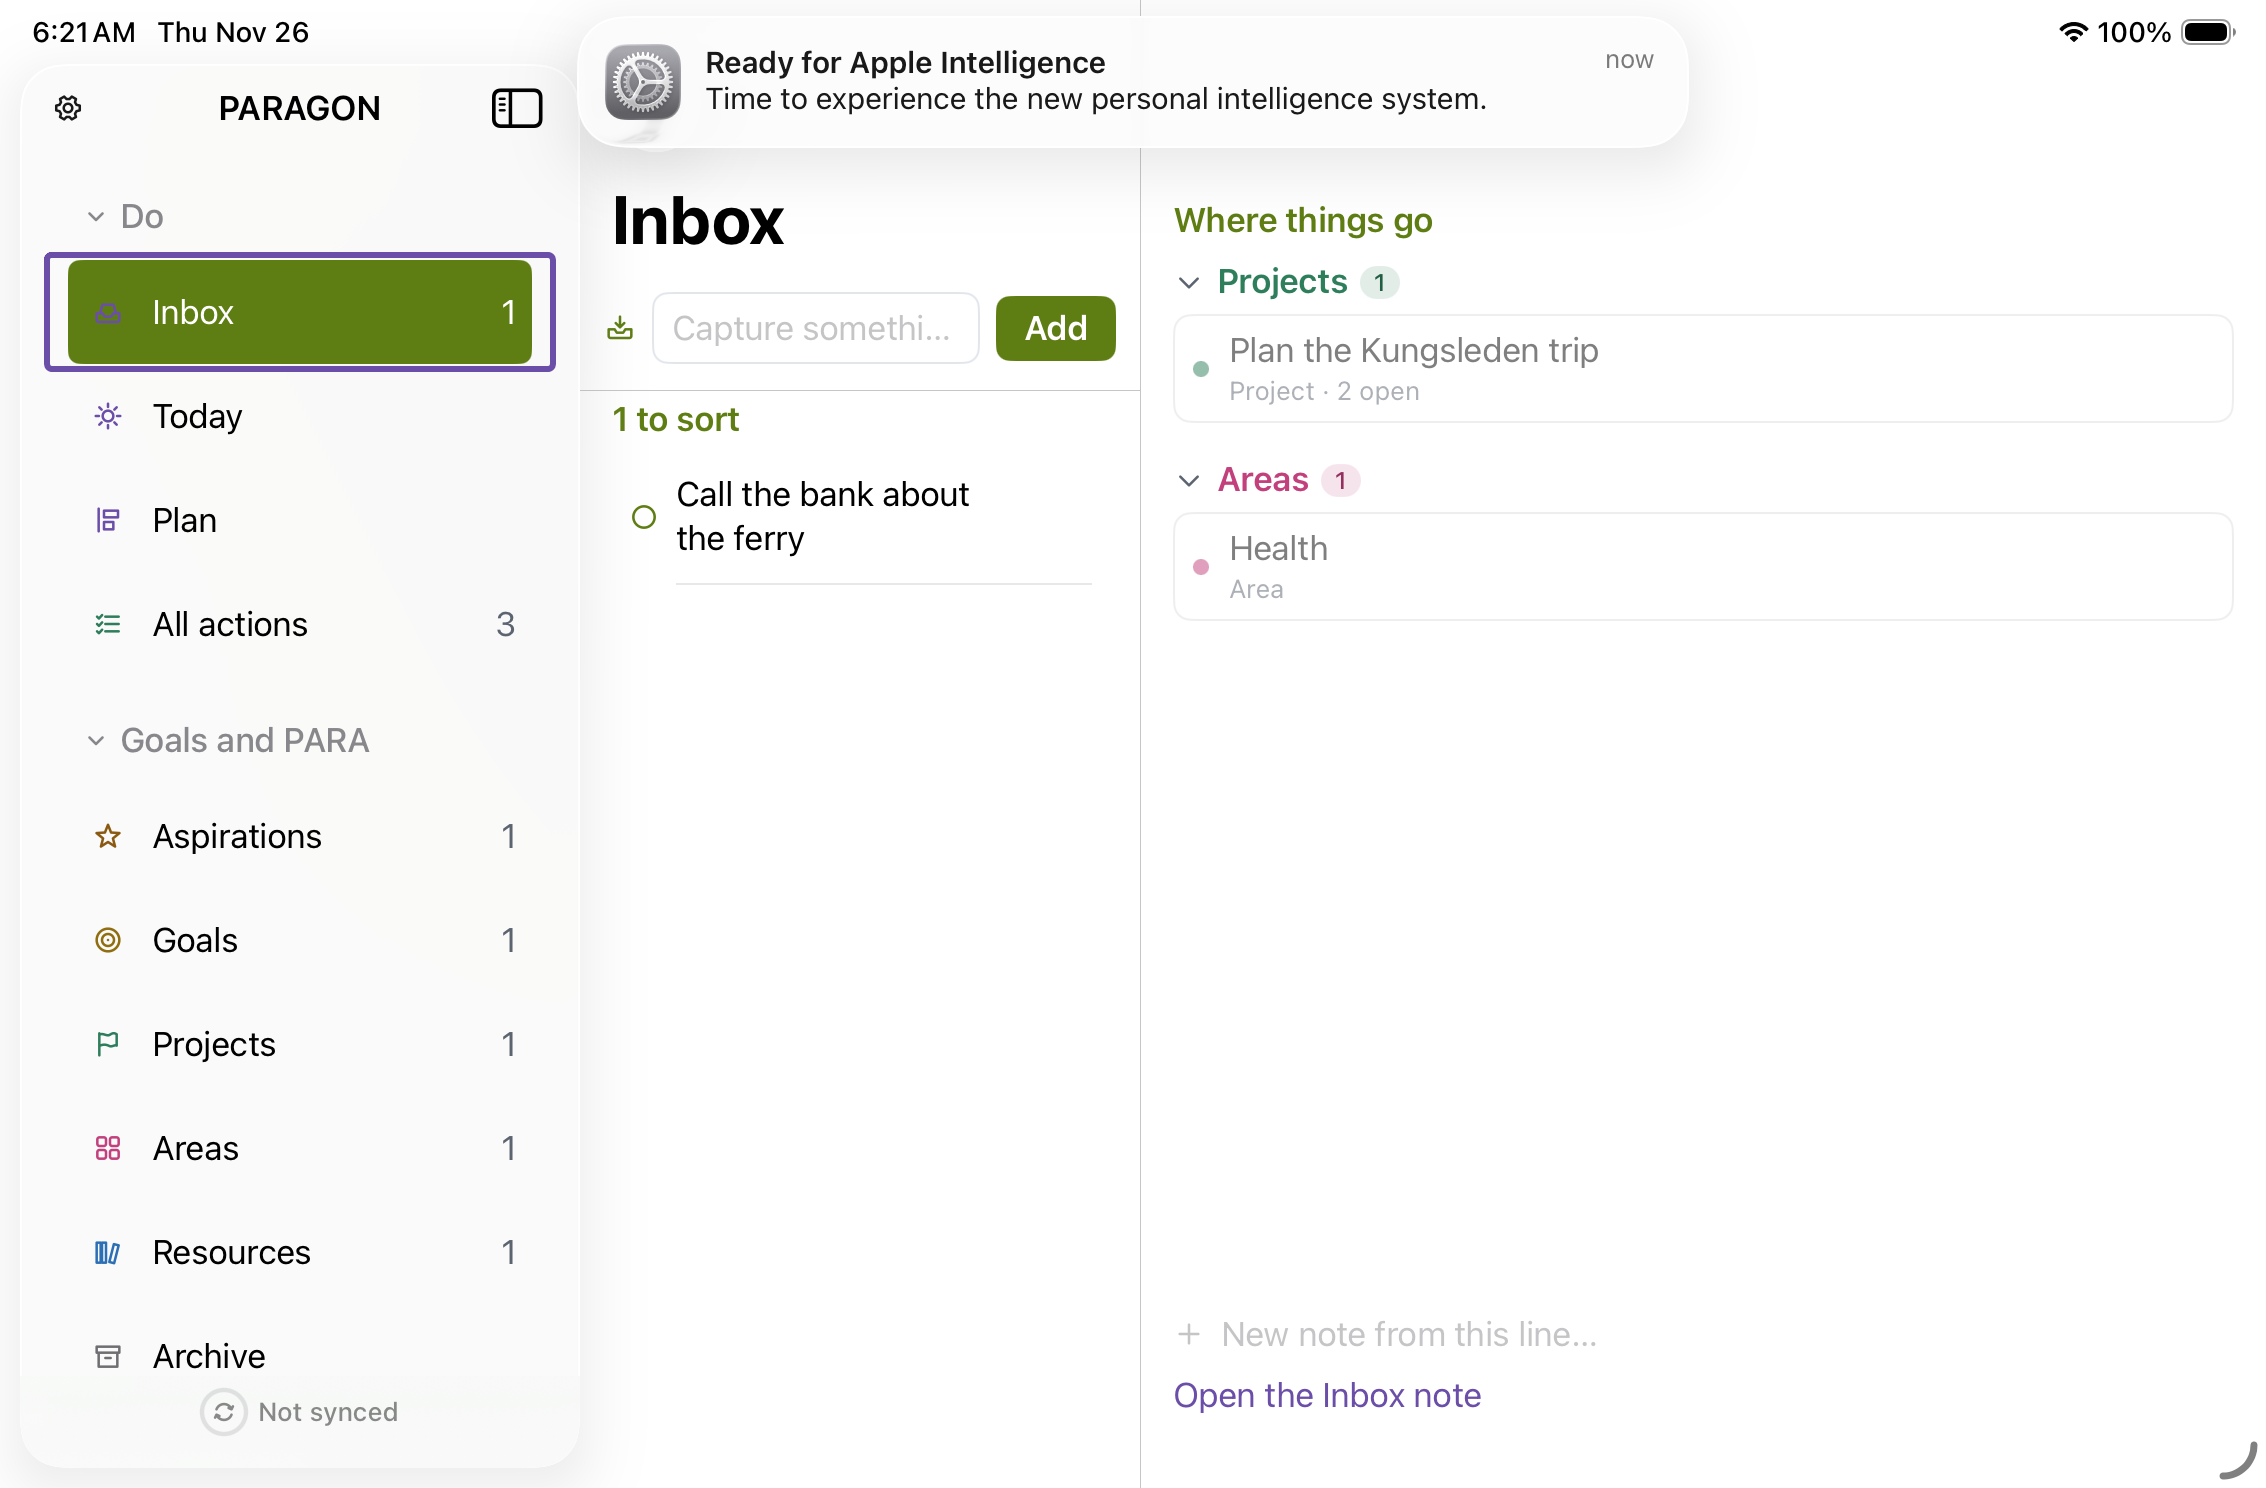 6:21 AM Thu Nov 26
100%
Ready for Apple Intelligence
now
Time to experience the new personal intelligence system.
PARAGON
Do
Inbox 1
Today
Plan
All actions 3
Goals and PARA
Aspirations 1
Goals 1
Projects 1
Areas 1
Resources 1
Archive
Not synced
Inbox
Capture somethi...
Add
1 to sort
Call the bank about
the ferry
Where things go
Projects 1
Plan the Kungsleden trip
Project · 2 open
Areas 1
Health
Area
New note from this line...
Open the Inbox note